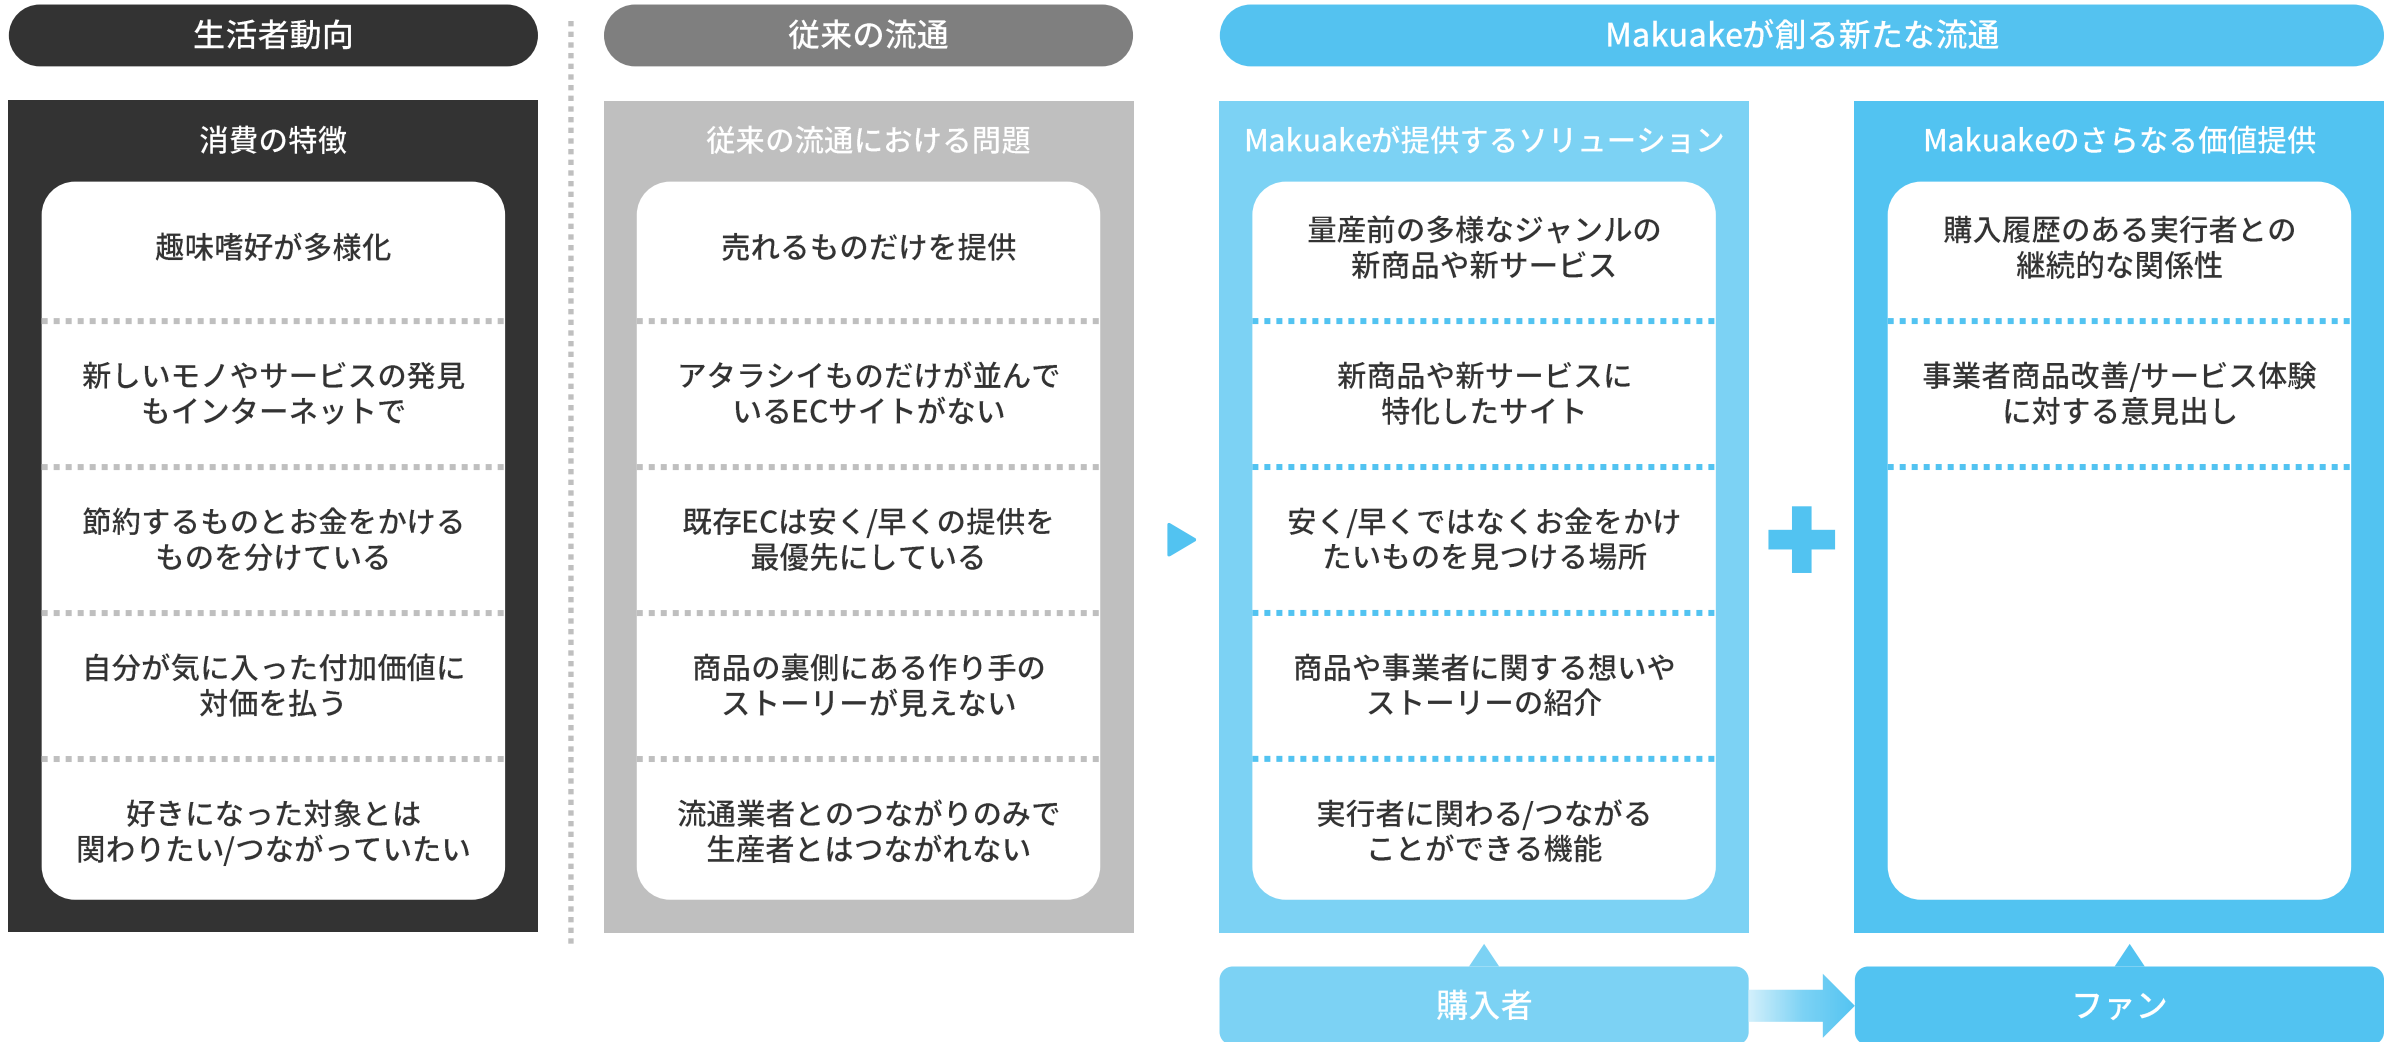 生活者動向
消費の特徴
趣味嗜好が多様化
新しいモノやサービスの発見
もインターネットで
節約するものとお金をかける
ものを分けている
自分が気に入った付加価値に
対価を払う
好きになった対象とは
関わりたい/つながっていたい
従来の流通
従来の流通における問題
売れるものだけを提供
アタラシイものだけが並んで
いるECサイトがない
既存ECは安く/早くの提供を
最優先にしている
商品の裏側にある作り手の
ストーリーが見えない
流通業者とのつながりのみで
生産者とはつながれない
Makuakeが創る新たな流通
Makuakeが提供するソリューション
量産前の多様なジャンルの
新商品や新サービス
新商品や新サービスに
特化したサイト
安く/早くではなくお金をかけ
たいものを見つける場所
商品や事業者に関する想いや
ストーリーの紹介
実行者に関わる/つながる
ことができる機能
購入者
Makuakeのさらなる価値提供
購入履歴のある実行者との
継続的な関係性
事業者商品改善/サービス体験
に対する意見出し
ファン